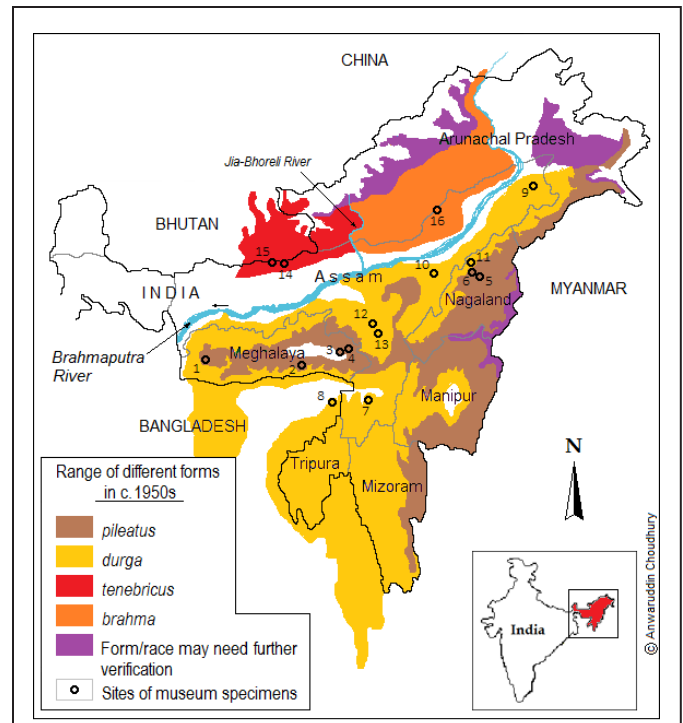 CHINA
Arunachal Pradesh
Jia-Bhoreli River
9
BHUTAN
16
15
14
Assam
10
11
6
5
INDIA
Nagaland
MYANMAR
12
13
Brahmaputra
River
Meghalaya
3
4
1
2
Manipur
8
7
BANGLADESH
N
Tripura
Mizoram
Range of different forms
in c. 1950s
pileatus
durga
tenebricus
brahma
Form/race may need further
verification
Sites of museum specimens
India
© Anwaruddin Choudhury